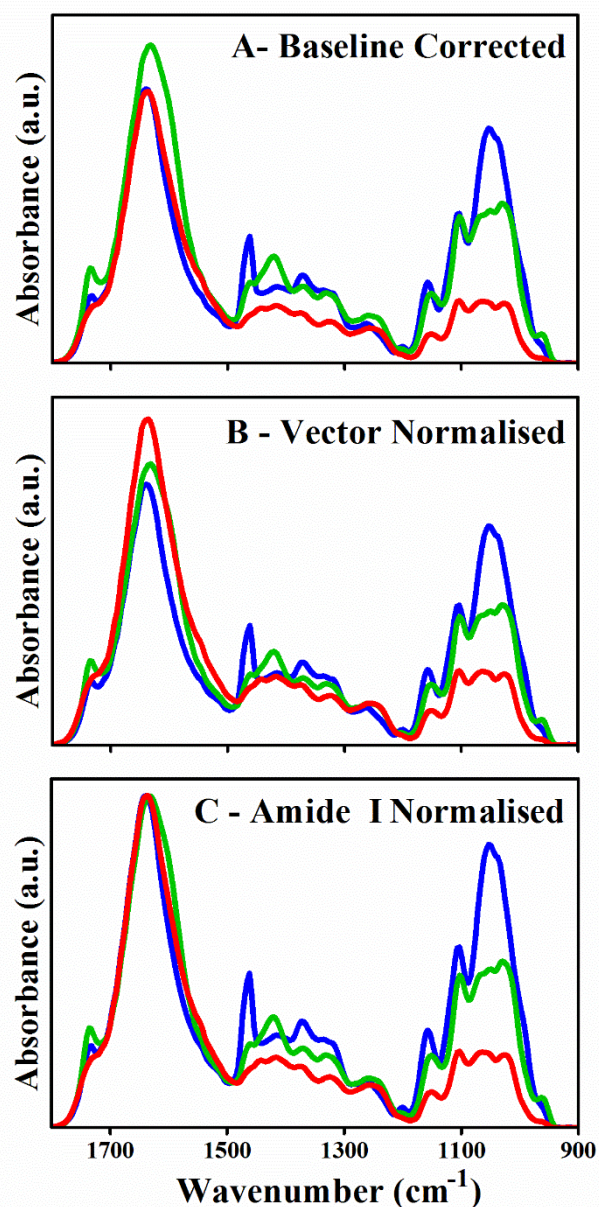 A- Baseline Corrected
Absorbance (a.u.)
B - Vector Normalised
Absorbance (a.u.)
C - Amide I Normalised
Absorbance (a.u.)
1700 1500 1300 1100 900
Wavenumber (cm⁻¹)